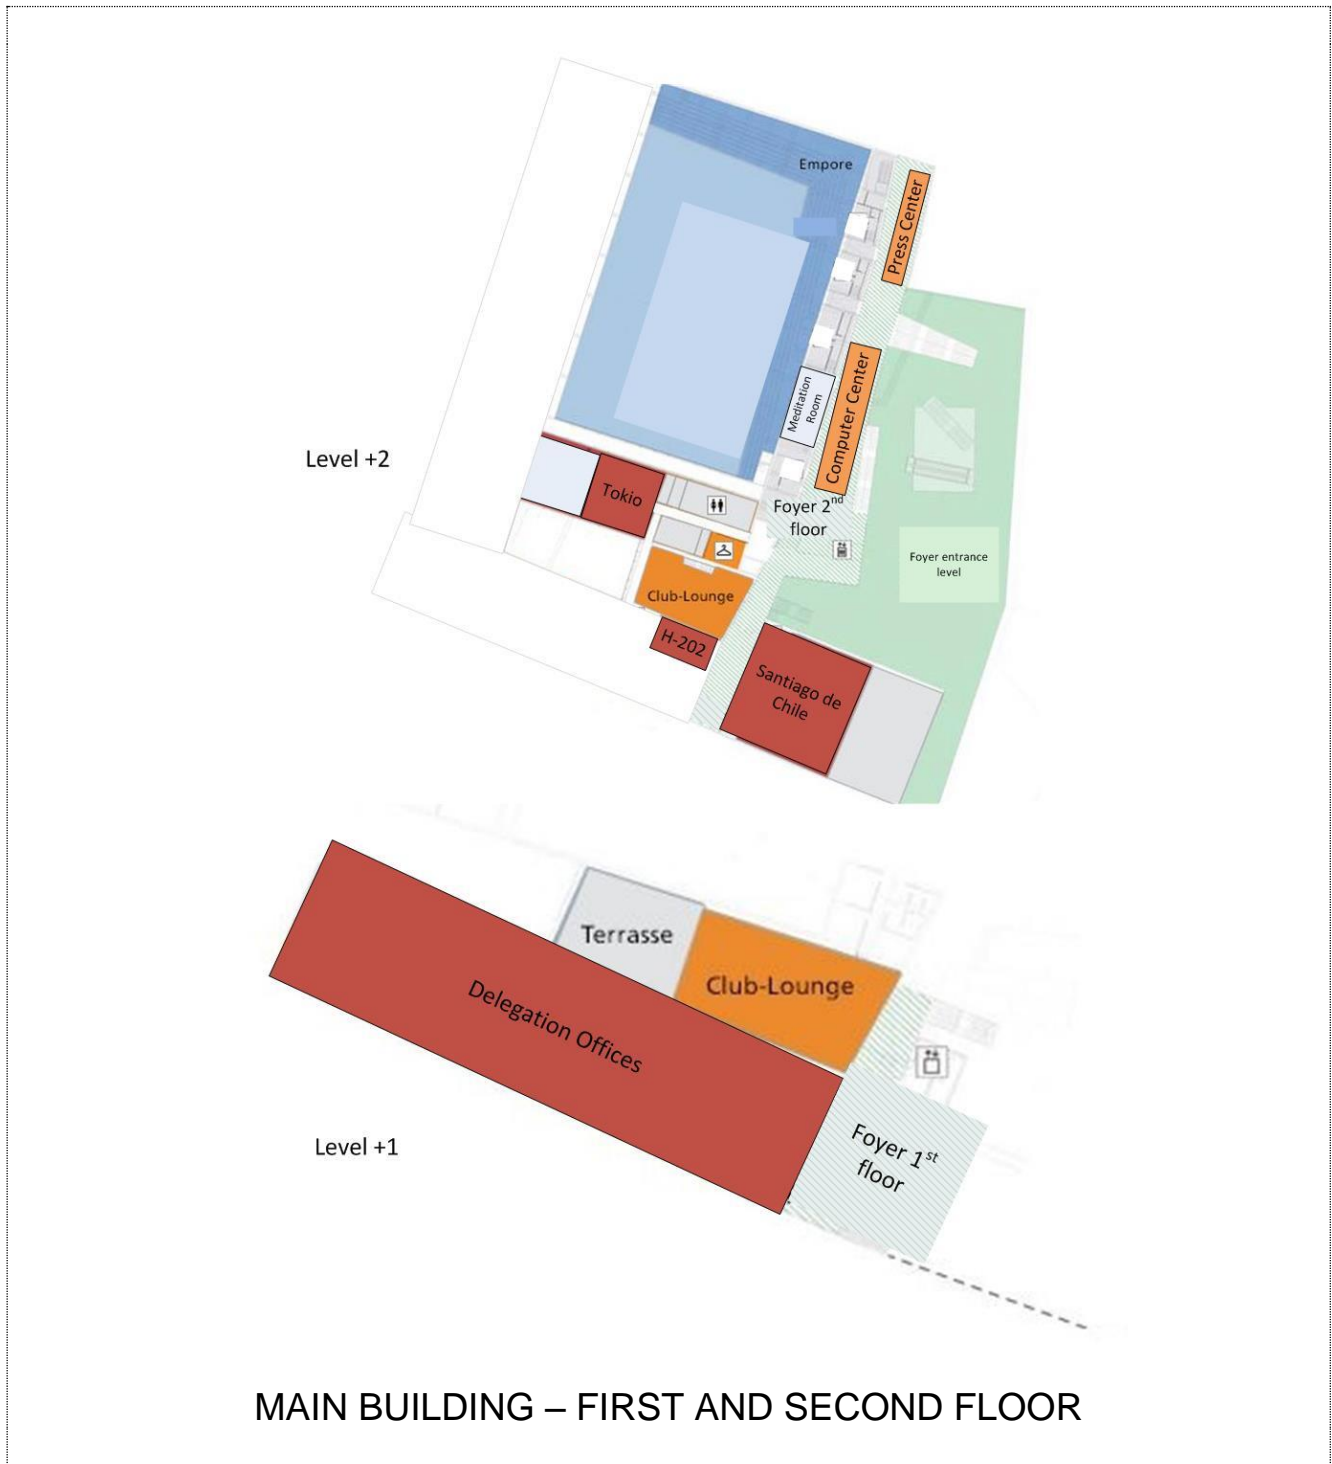 Empore
Press Center
Meditation
Room
Computer Center
Level +2
Tokio
Foyer 2nd
floor
Foyer entrance
level
Club-Lounge
H-202
Santiago de
Chile
Terrasse
Club-Lounge
Delegation Offices
Level +1
Foyer 1st
floor
MAIN BUILDING – FIRST AND SECOND FLOOR